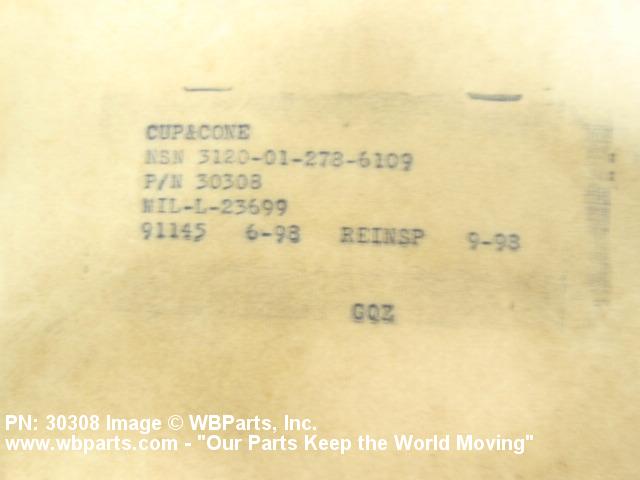 CUP&CONE
NSN 3120-01-278-6109
P/N 30308
MIL-L-23699
91145 6-98 REINSP 9-98
GQZ
PN: 30308 Image © WBParts, Inc.
www.wbparts.com - "Our Parts Keep the World Moving"